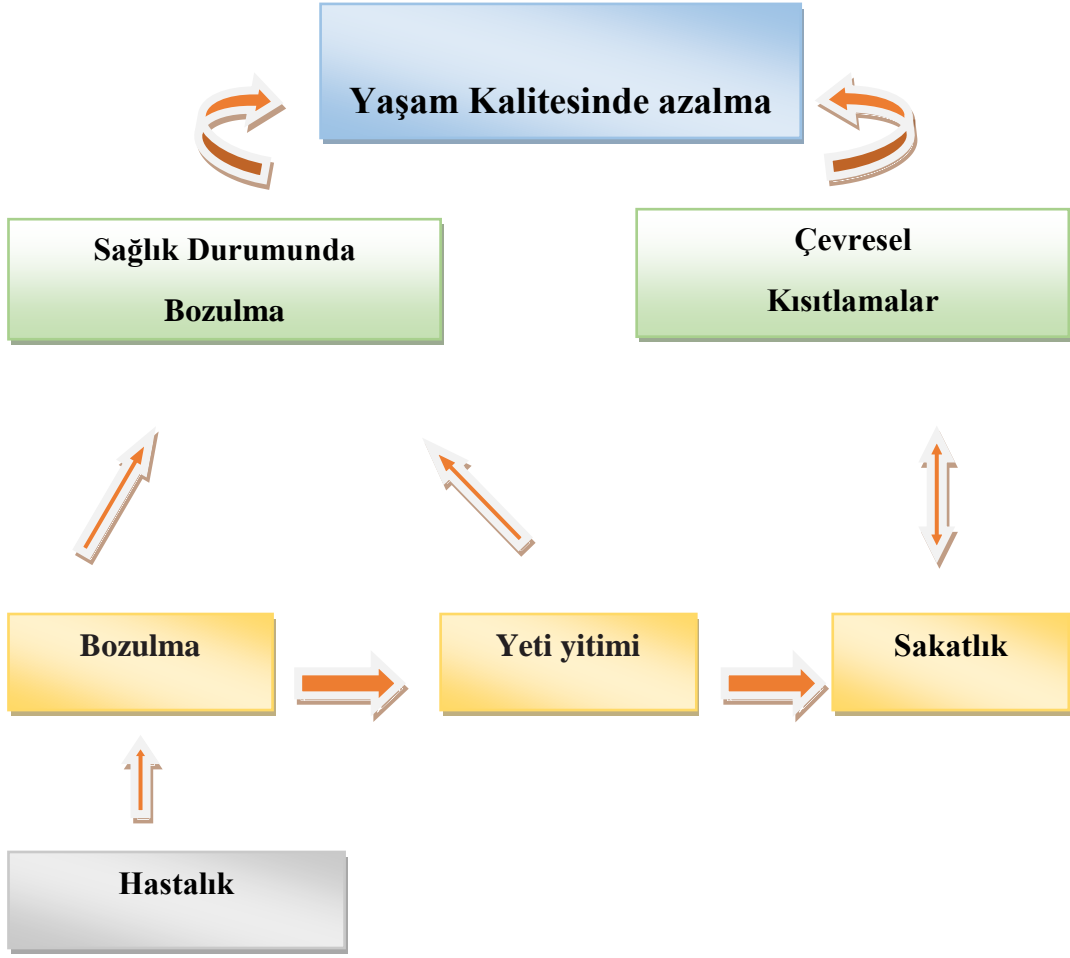 Yaşam Kalitesinde azalma
Sağlık Durumunda
Bozulma
Çevresel
Kısıtlamalar
Bozulma
Yeti yitimi
Sakatlık
Hastalık